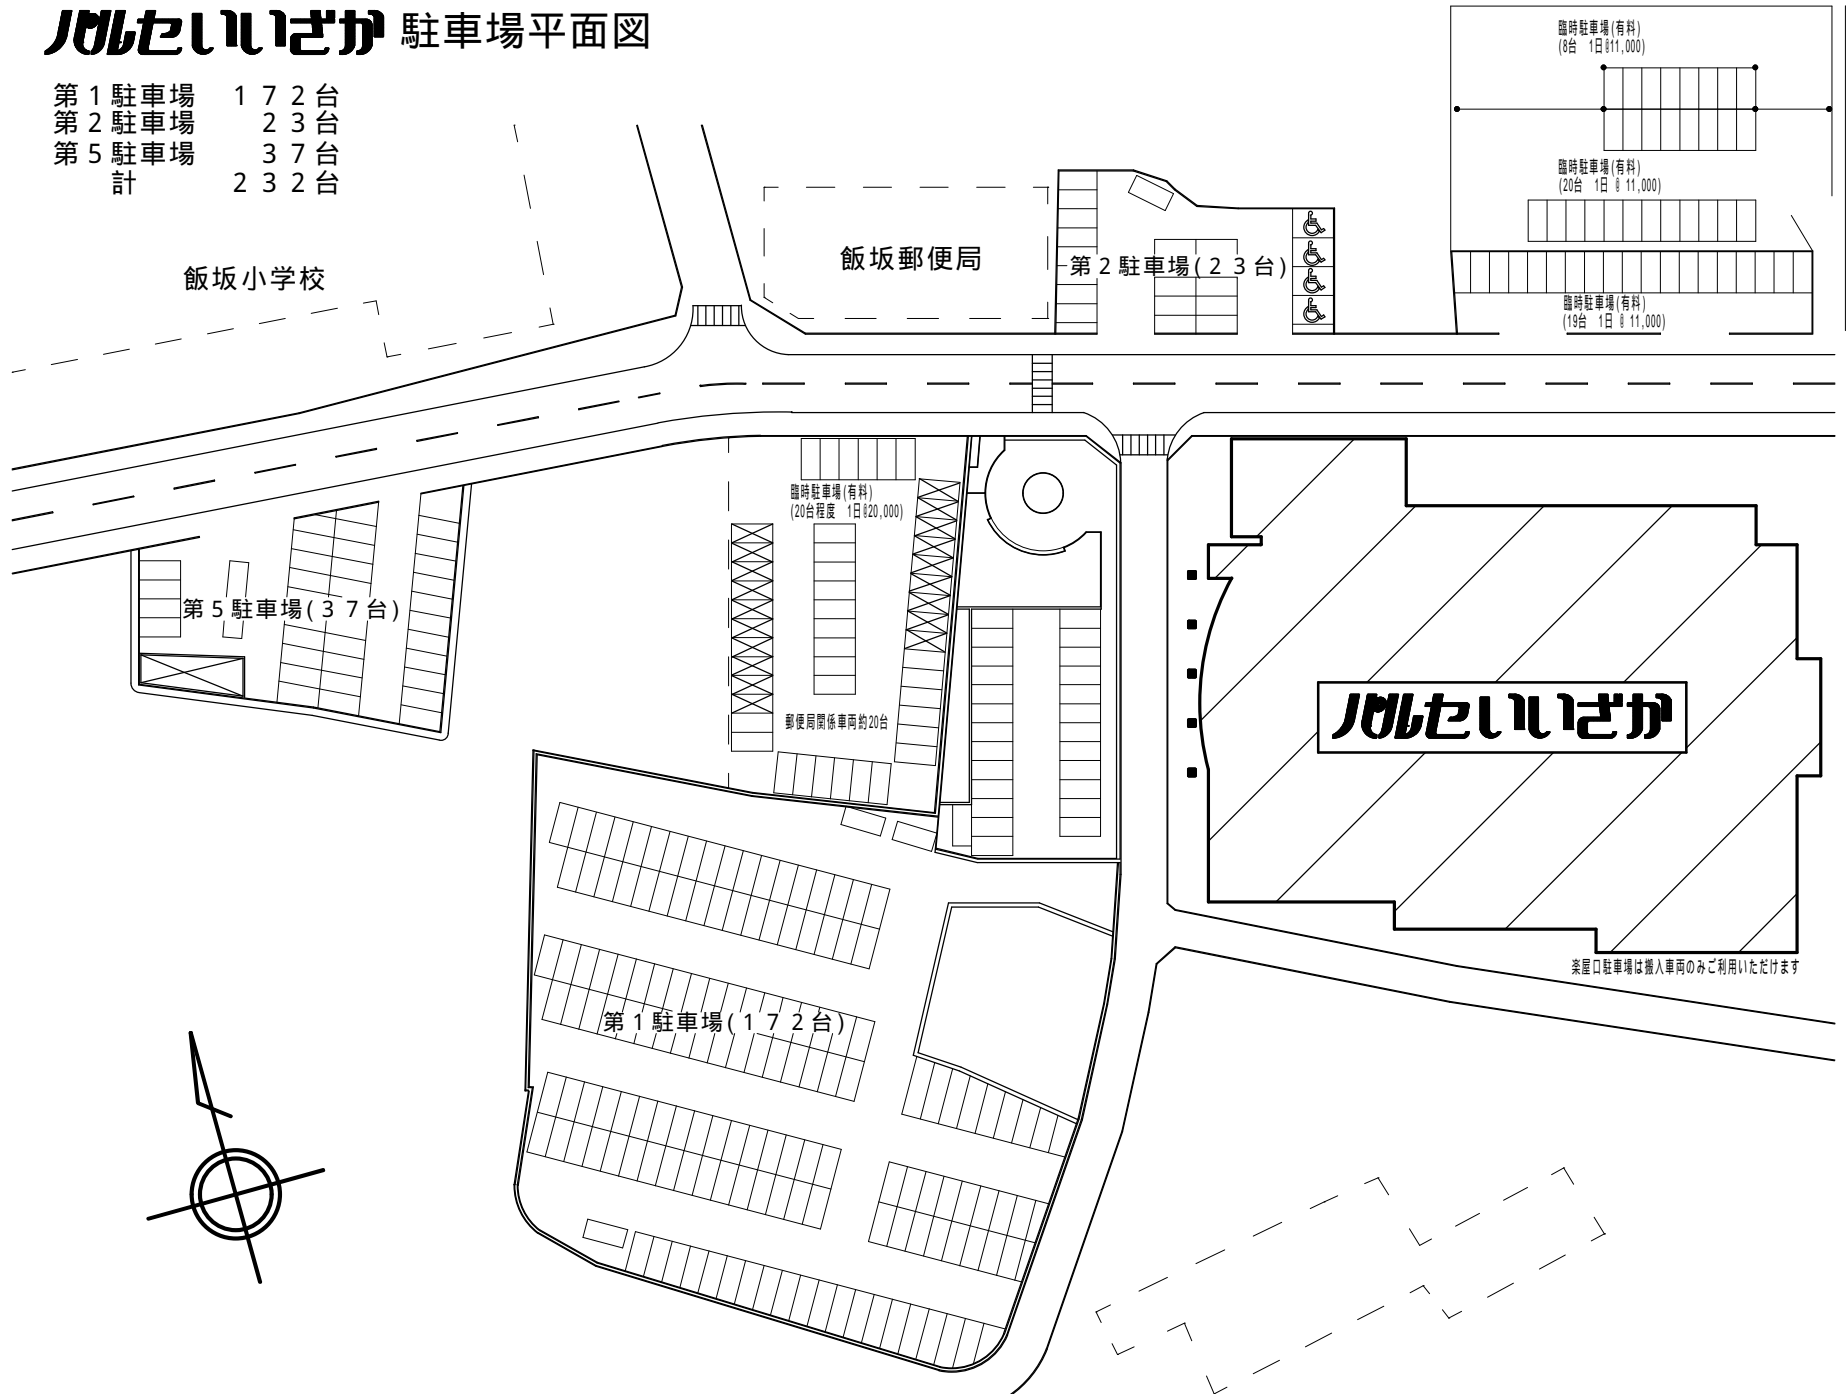 パルセいいざか 駐車場平面図
第1駐車場 172台
第2駐車場 23台
第5駐車場 37台
計 232台
臨時駐車場(有料)
(8台 1日@11,000)
臨時駐車場(有料)
(20台 1日 @ 11,000)
臨時駐車場(有料)
(19台 1日 @ 11,000)
飯坂小学校
飯坂郵便局
第2駐車場(23台)
臨時駐車場(有料)
(20台程度 1日@20,000)
第5駐車場(37台)
郵便局関係車両約20台
パルセいいざか
楽屋口駐車場は搬入車両のみご利用いただけます
第1駐車場(172台)